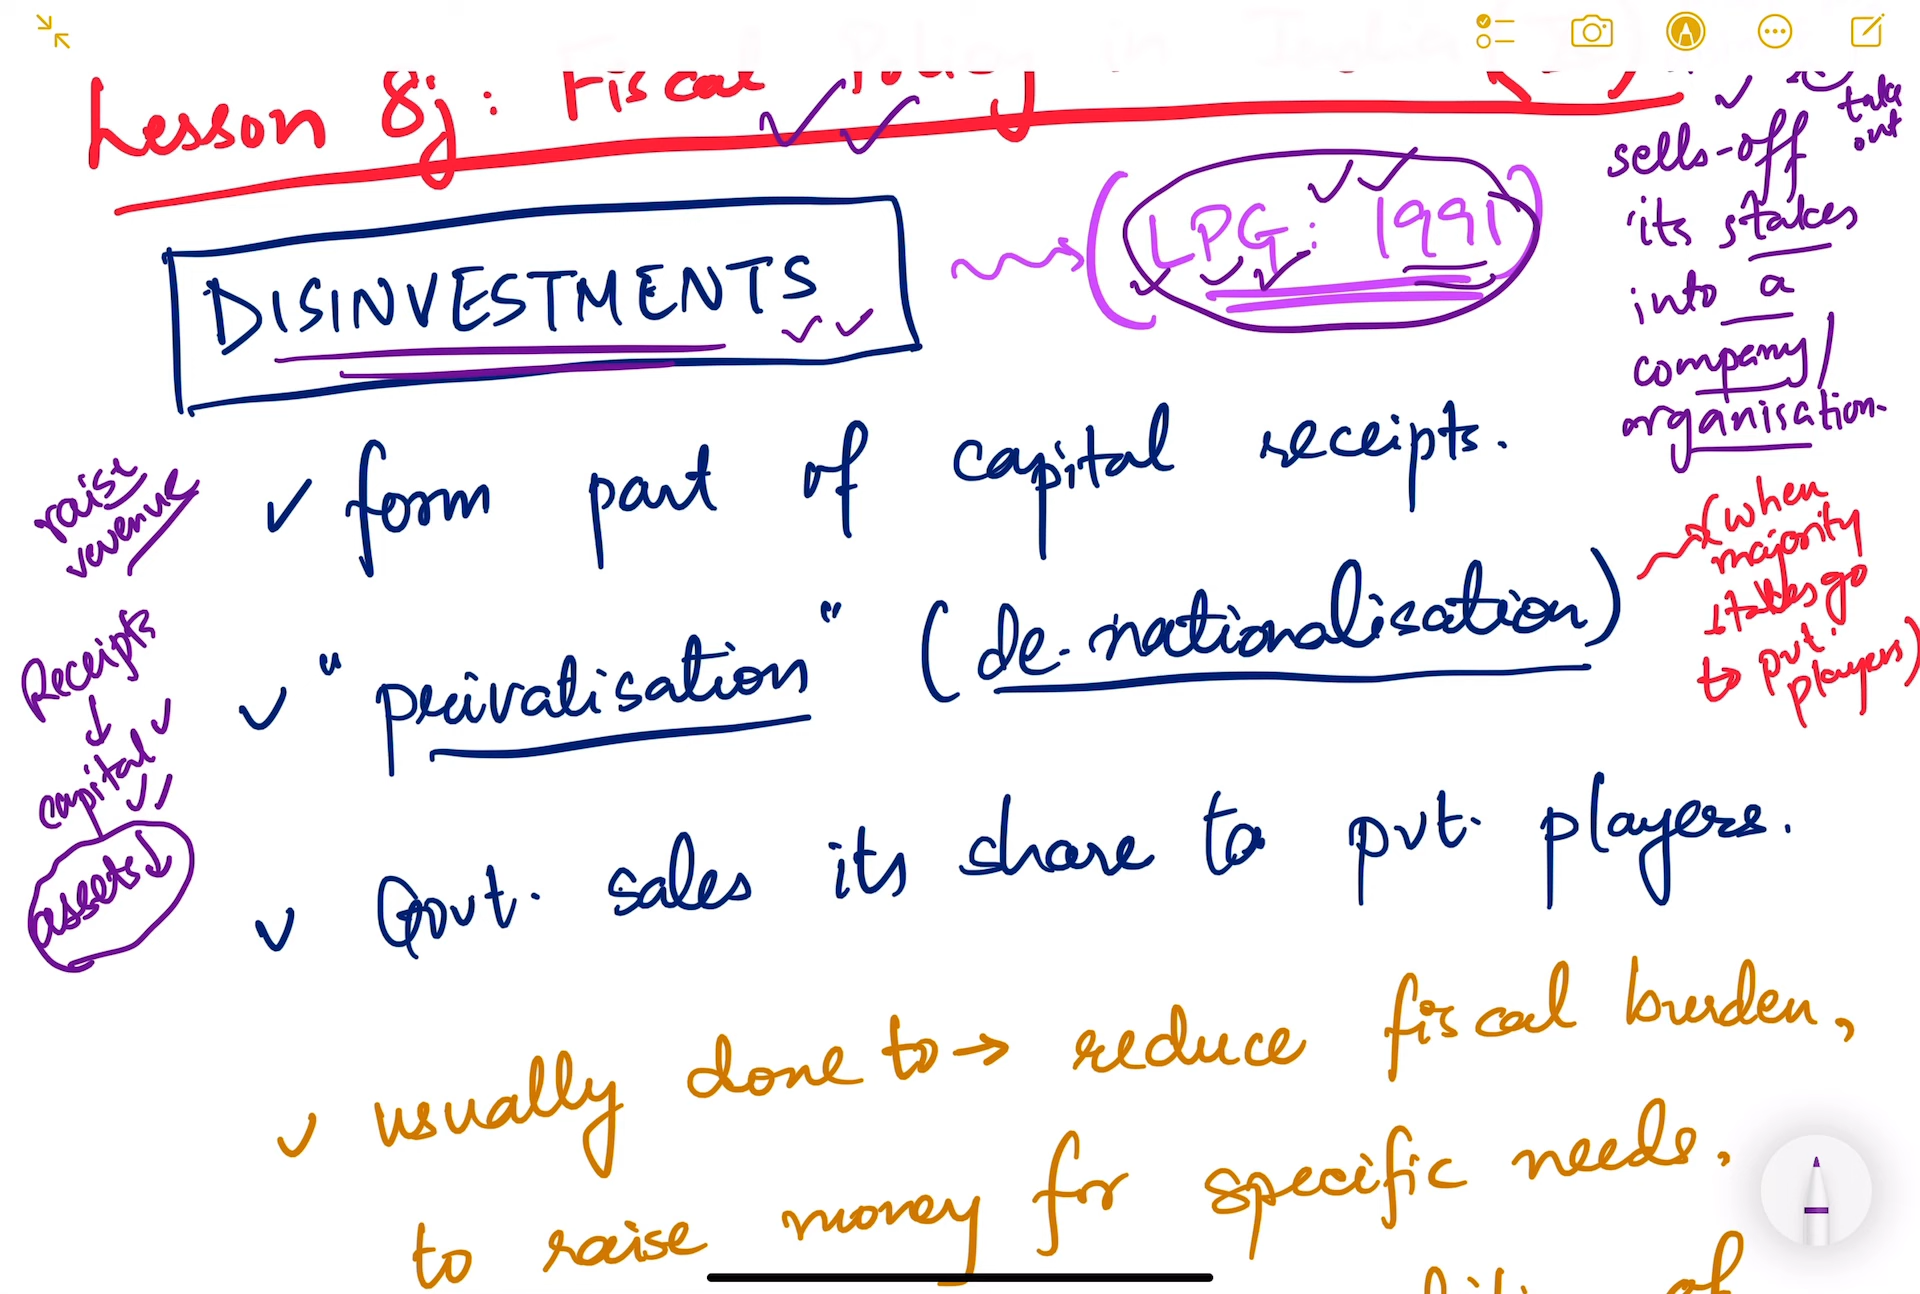 Lesson 8j: Fiscal Policy
take
out
sells-off
its stakes
into a
company/
organisation.
DISINVESTMENTS
(LPG: 1991)
raise
revenue
✓ form part of capital receipts.
(when
majority
stakes go
to pvt.
players)
✓ "privatisation" (de-nationalisation)
Receipts
↓
capital ✓
assets↓
✓ Govt. sales its share to pvt. players.
✓ usually done to → reduce fiscal burden,
to raise money for specific needs,
of